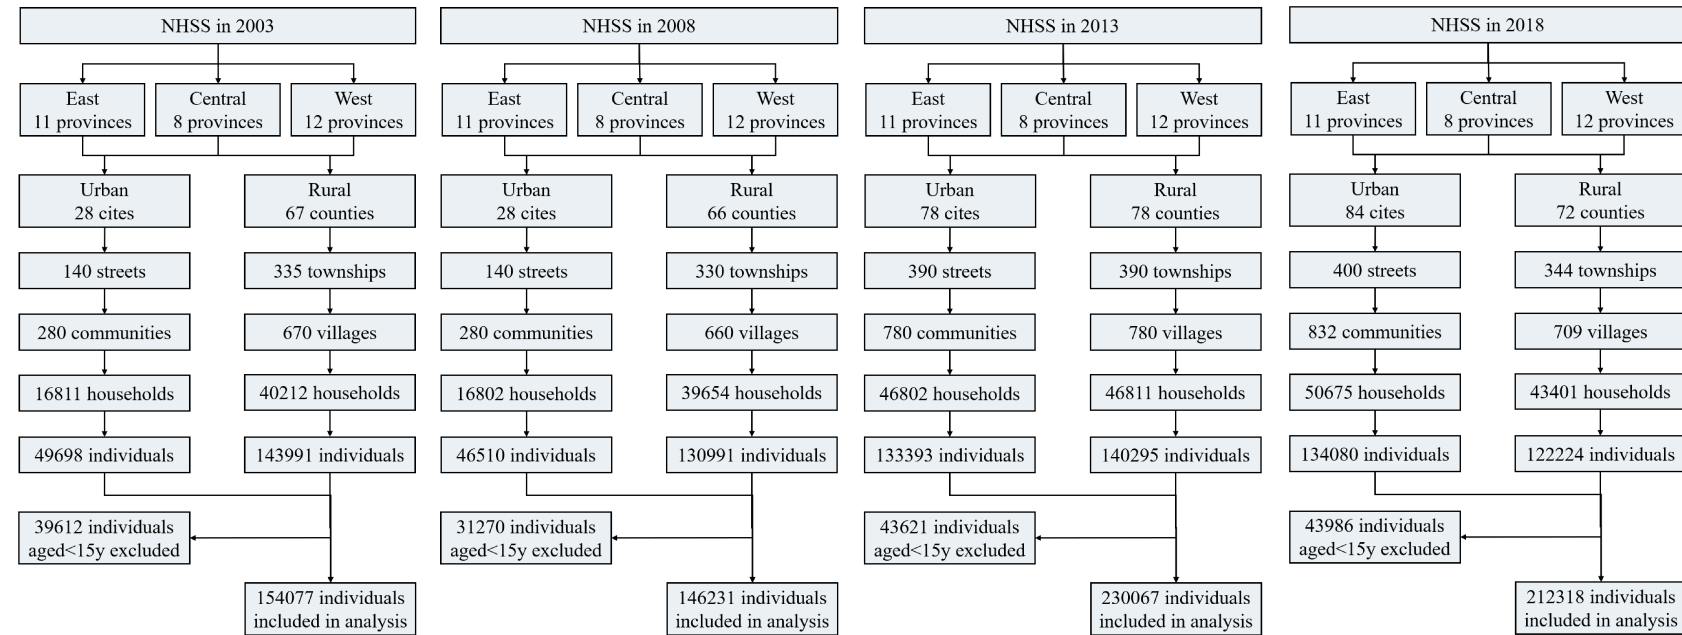 NHSS in 2003
East
11 provinces
Central
8 provinces
West
12 provinces
Urban
28 cites
Rural
67 counties
140 streets
335 townships
280 communities
670 villages
16811 households
40212 households
49698 individuals
143991 individuals
39612 individuals
aged<15y excluded
154077 individuals
included in analysis
NHSS in 2008
East
11 provinces
Central
8 provinces
West
12 provinces
Urban
28 cites
Rural
66 counties
140 streets
330 townships
280 communities
660 villages
16802 households
39654 households
46510 individuals
130991 individuals
31270 individuals
aged<15y excluded
146231 individuals
included in analysis
NHSS in 2013
East
11 provinces
Central
8 provinces
West
12 provinces
Urban
78 cites
Rural
78 counties
390 streets
390 townships
780 communities
780 villages
46802 households
46811 households
133393 individuals
140295 individuals
43621 individuals
aged<15y excluded
230067 individuals
included in analysis
NHSS in 2018
East
11 provinces
Central
8 provinces
West
12 provinces
Urban
84 cites
Rural
72 counties
400 streets
344 townships
832 communities
709 villages
50675 households
43401 households
134080 individuals
122224 individuals
43986 individuals
aged<15y excluded
212318 individuals
included in analysis